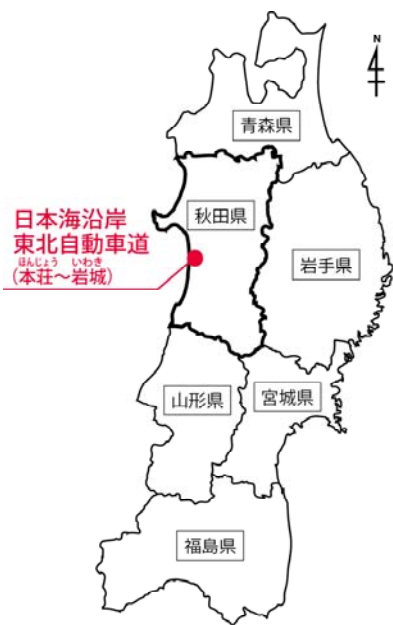 N
青森県
秋田県
日本海沿岸
東北自動車道
ほんじょう いわき
(本荘～岩城)
岩手県
山形県
宮城県
福島県